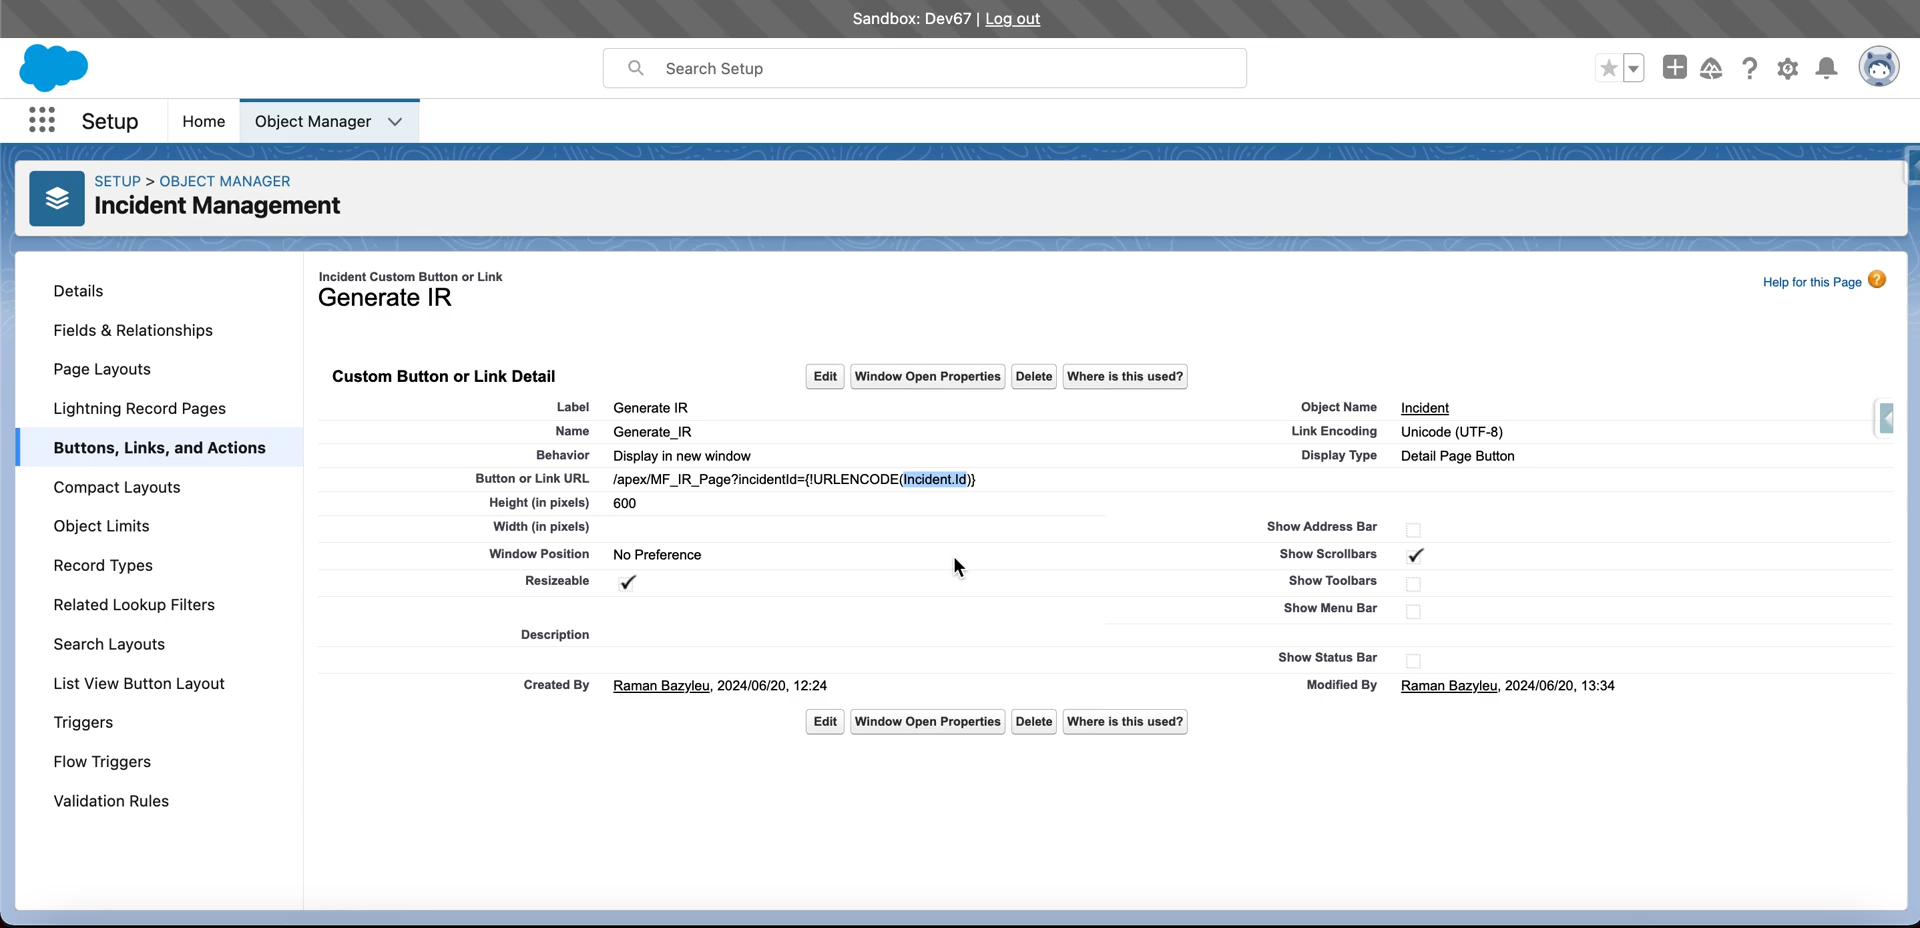 Sandbox: Dev67 | Log out
Search Setup
Setup
Home
Object Manager
SETUP > OBJECT MANAGER
Incident Management
Details
Fields & Relationships
Page Layouts
Lightning Record Pages
Buttons, Links, and Actions
Compact Layouts
Object Limits
Record Types
Related Lookup Filters
Search Layouts
List View Button Layout
Triggers
Flow Triggers
Validation Rules
Incident Custom Button or Link
Generate IR
Help for this Page ?
Custom Button or Link Detail
Edit Window Open Properties Delete Where is this used?
Label Generate IR Object Name Incident
Name Generate_IR Link Encoding Unicode (UTF-8)
Behavior Display in new window Display Type Detail Page Button
Button or Link URL /apex/MF_IR_Page?incidentId={!URLENCODE(Incident.Id)}
Height (in pixels) 600
Width (in pixels) Show Address Bar
Window Position No Preference Show Scrollbars
Resizeable Show Toolbars
Show Menu Bar
Description
Show Status Bar
Created By Raman Bazyleu, 2024/06/20, 12:24 Modified By Raman Bazyleu, 2024/06/20, 13:34
Edit Window Open Properties Delete Where is this used?